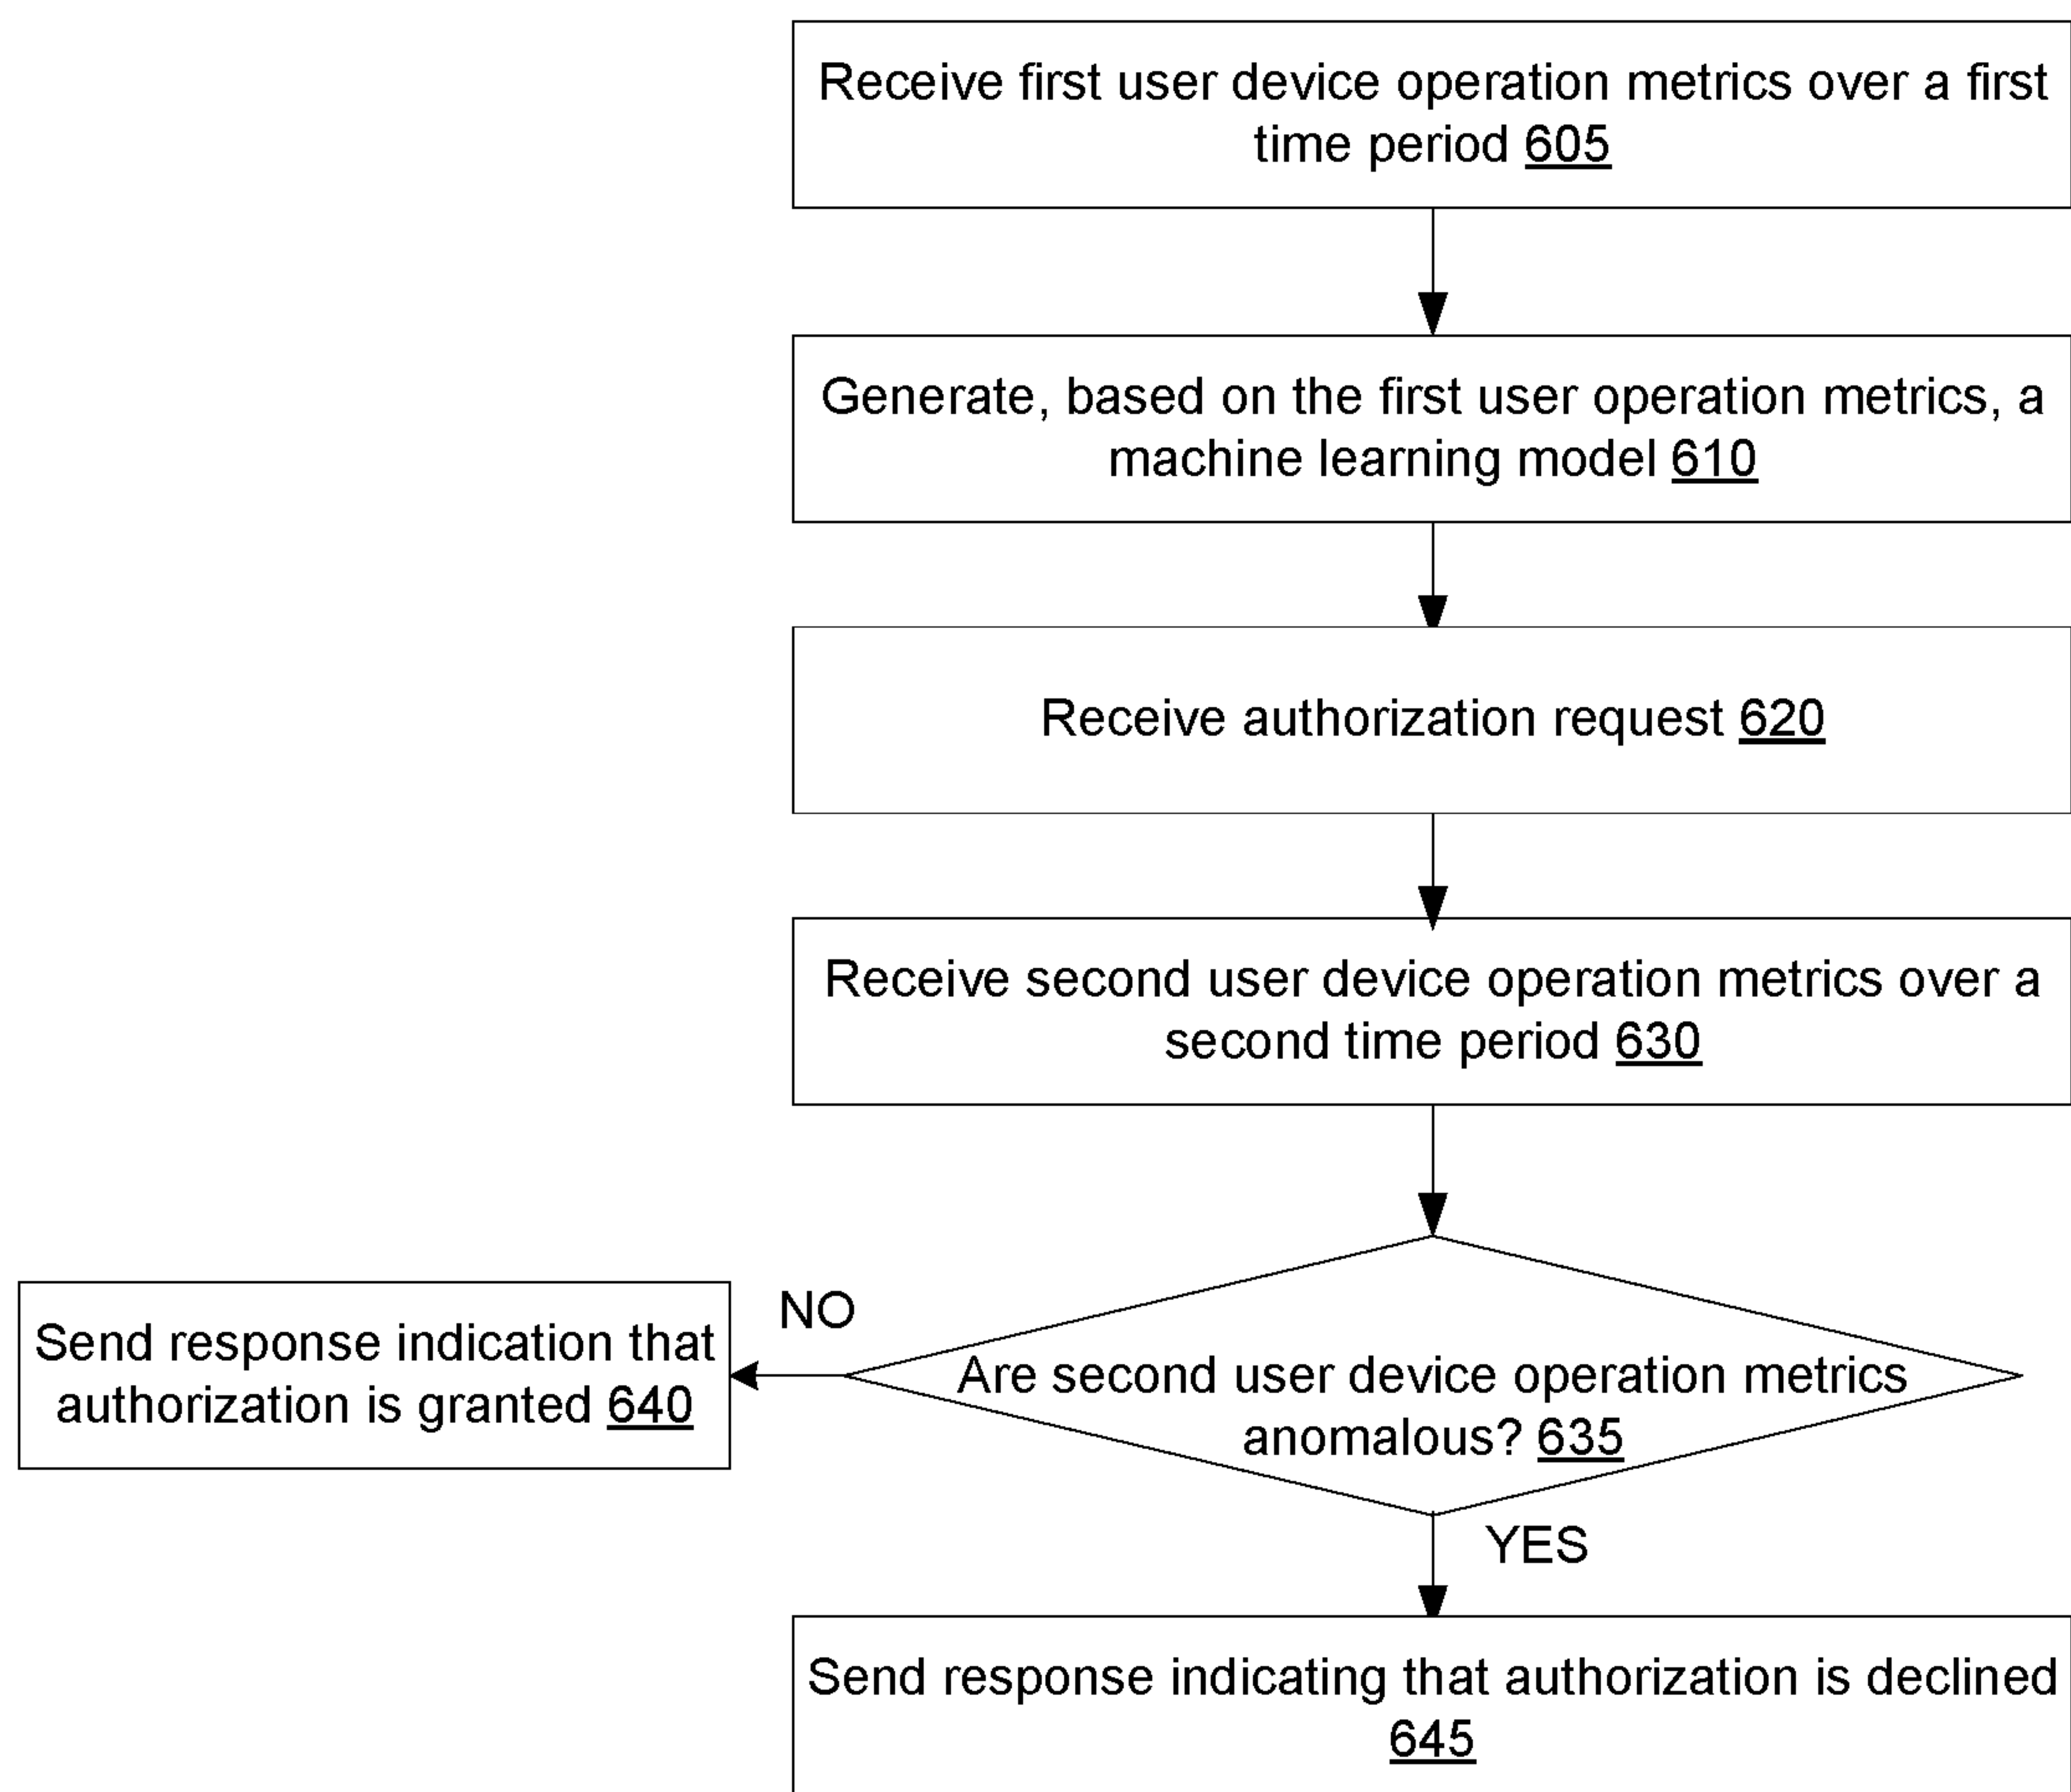 Receive first user device operation metrics over a first
time period 605
Generate, based on the first user operation metrics, a
machine learning model 610
Receive authorization request 620
Receive second user device operation metrics over a
second time period 630
NO
Send response indication that
authorization is granted 640
Are second user device operation metrics
anomalous? 635
YES
Send response indicating that authorization is declined
645